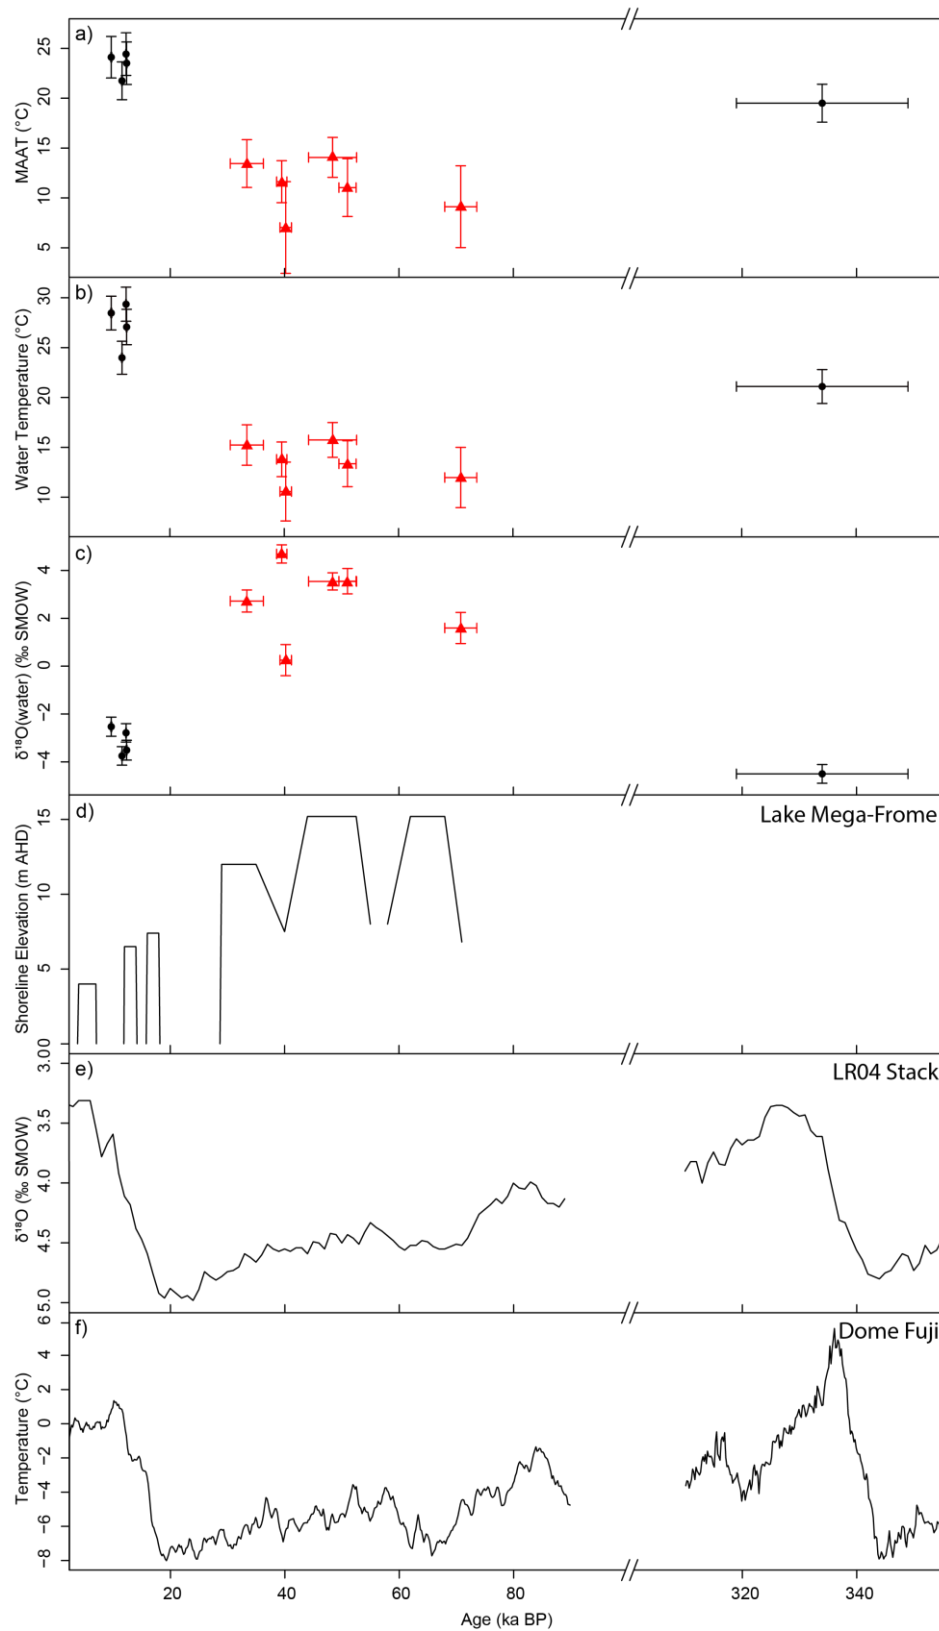 a)
MAAT (°C)
25
20
15
10
5
b)
Water Temperature (°C)
30
25
20
15
10
c)
δ¹⁸O(water) (‰ SMOW)
4
2
0
−2
−4
d)
Lake Mega-Frome
Shoreline Elevation (m AHD)
15
10
5
0
e)
LR04 Stack
δ¹⁸O (‰ SMOW)
3.0
3.5
4.0
4.5
5.0
f)
Dome Fuji
Temperature (°C)
6
4
2
0
−2
−4
−6
−8
20 40 60 80 320 340
Age (ka BP)